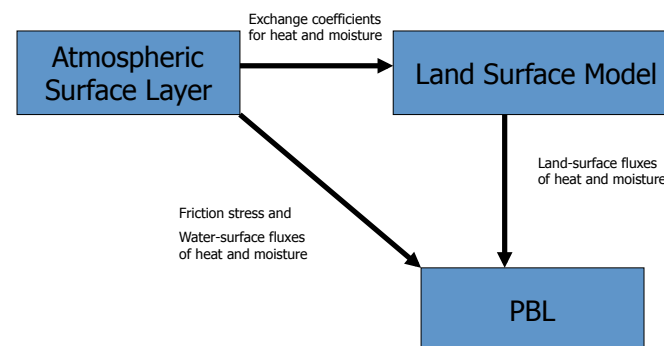 Exchange coefficients
for heat and moisture
Atmospheric
Surface Layer
Land Surface Model
Land-surface fluxes
of heat and moisture
Friction stress and
Water-surface fluxes
of heat and moisture
PBL